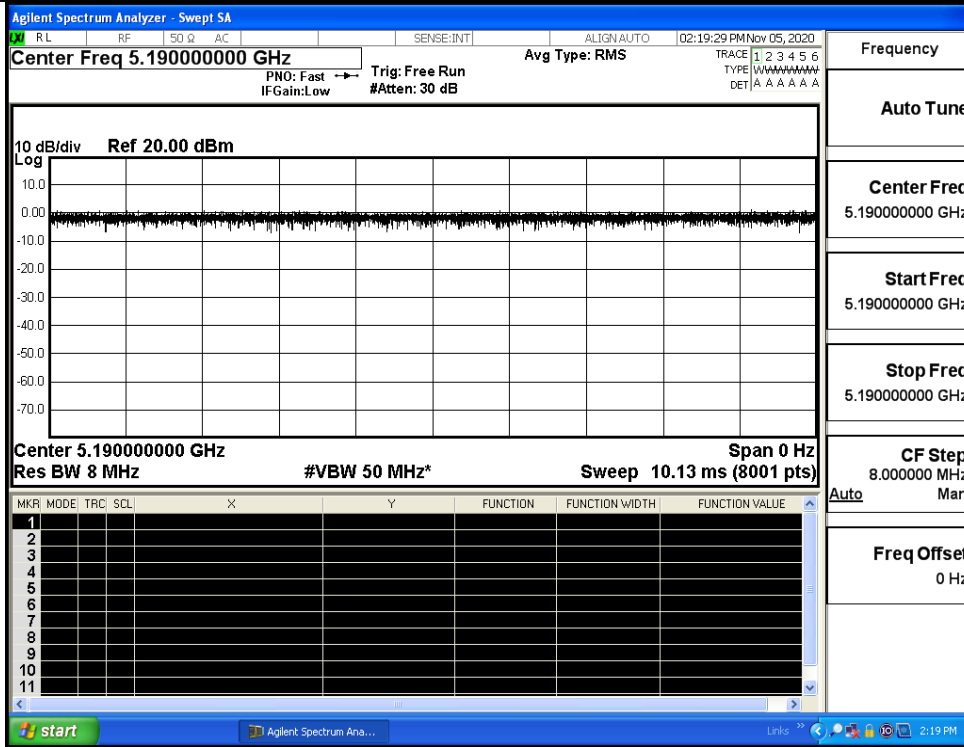 Agilent Spectrum Analyzer - Swept SA
LXI RL RF 50 Ω AC SENSE:INT ALIGN AUTO 02:19:29 PM Nov 05, 2020
Center Freq 5.190000000 GHz
PNO: Fast
IFGain:Low
Trig: Free Run
#Atten: 30 dB
Avg Type: RMS
TRACE 1 2 3 4 5 6
TYPE WWWWWW
DET A A A A A A
10 dB/div Ref 20.00 dBm
Log
10.0
0.00
-10.0
-20.0
-30.0
-40.0
-50.0
-60.0
-70.0
Center 5.190000000 GHz Span 0 Hz
Res BW 8 MHz #VBW 50 MHz* Sweep 10.13 ms (8001 pts)
MKR MODE TRC SCL X Y FUNCTION FUNCTION WIDTH FUNCTION VALUE
1
2
3
4
5
6
7
8
9
10
11
Frequency
Auto Tune
Center Freq
5.190000000 GHz
Start Freq
5.190000000 GHz
Stop Freq
5.190000000 GHz
CF Step
8.000000 MHz
Auto Man
Freq Offset
0 Hz
start Agilent Spectrum Ana... Links » 2:19 PM